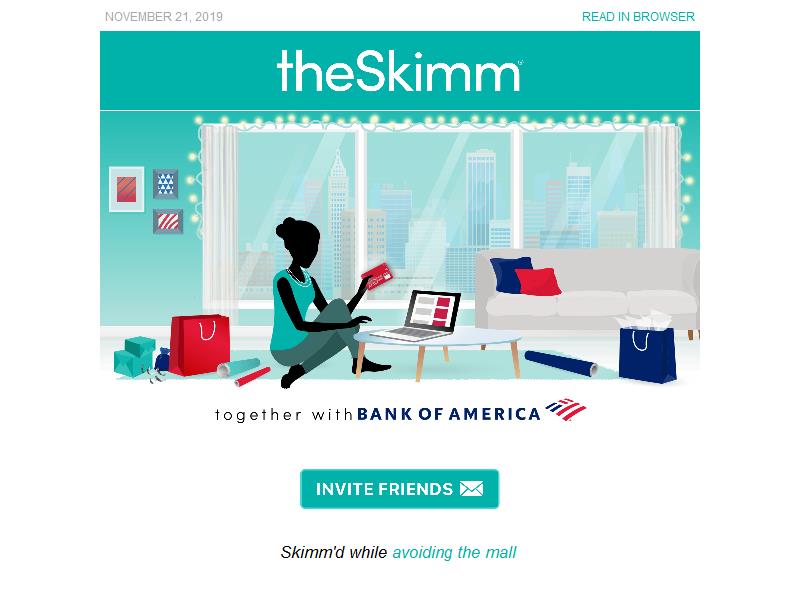 NOVEMBER 21, 2019 READ IN BROWSER
theSkimm
together with BANK OF AMERICA
INVITE FRIENDS
Skimm'd while avoiding the mall